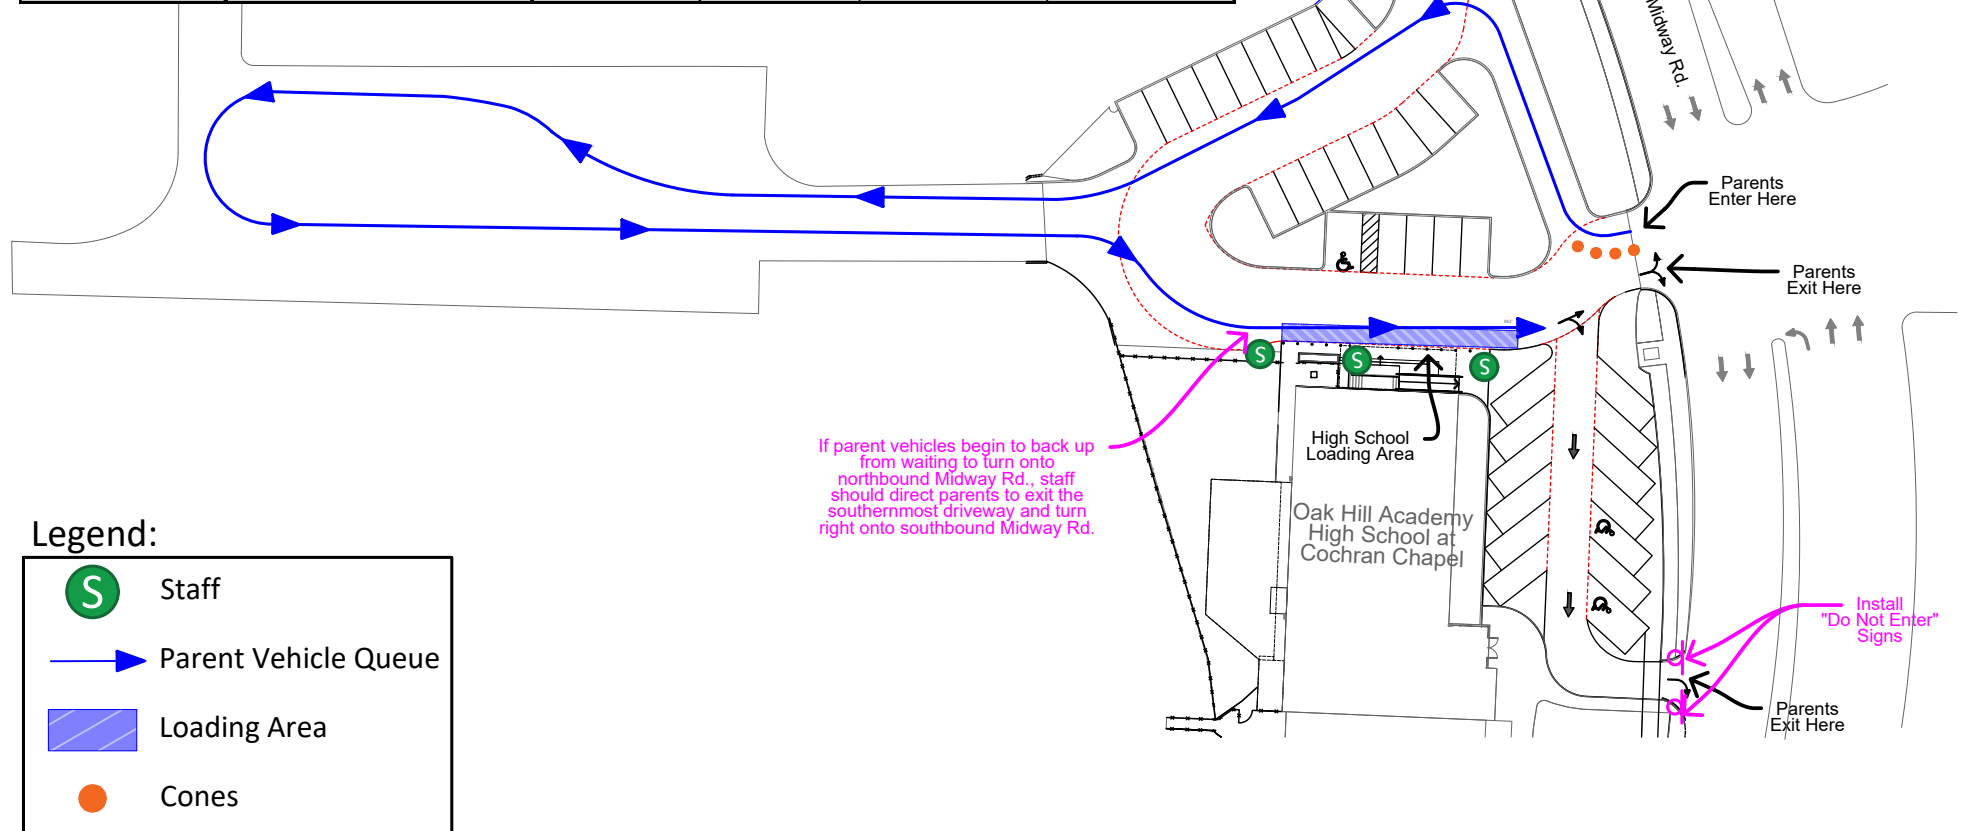 Midway Rd.
Parents
Enter Here
Parents
Exit Here
S
S
S
High School
Loading Area
If parent vehicles begin to back up
from waiting to turn onto
northbound Midway Rd., staff
should direct parents to exit the
southernmost driveway and turn
right onto southbound Midway Rd.
Oak Hill Academy
High School at
Cochran Chapel
Install
"Do Not Enter"
Signs
Parents
Exit Here
Legend:
S Staff
Parent Vehicle Queue
Loading Area
Cones